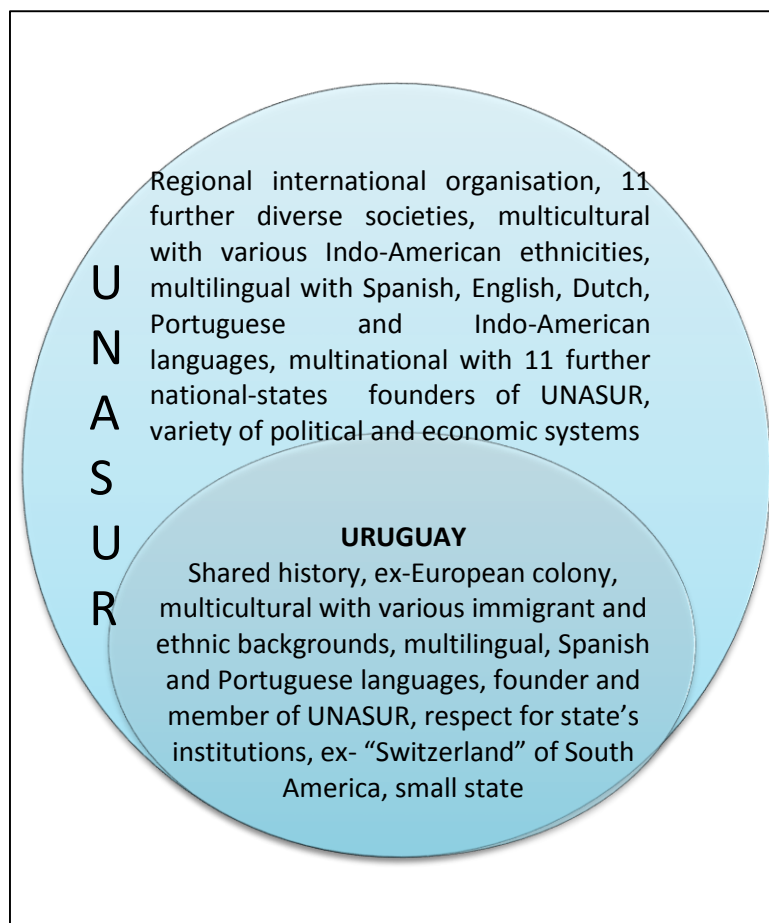 Regional international organisation, 11
further diverse societies, multicultural
with various Indo-American ethnicities,
multilingual with Spanish, English, Dutch,
Portuguese and Indo-American
languages, multinational with 11 further
national-states founders of UNASUR,
variety of political and economic systems
U
N
A
S
U
R
URUGUAY
Shared history, ex-European colony,
multicultural with various immigrant and
ethnic backgrounds, multilingual, Spanish
and Portuguese languages, founder and
member of UNASUR, respect for state’s
institutions, ex- “Switzerland” of South
America, small state